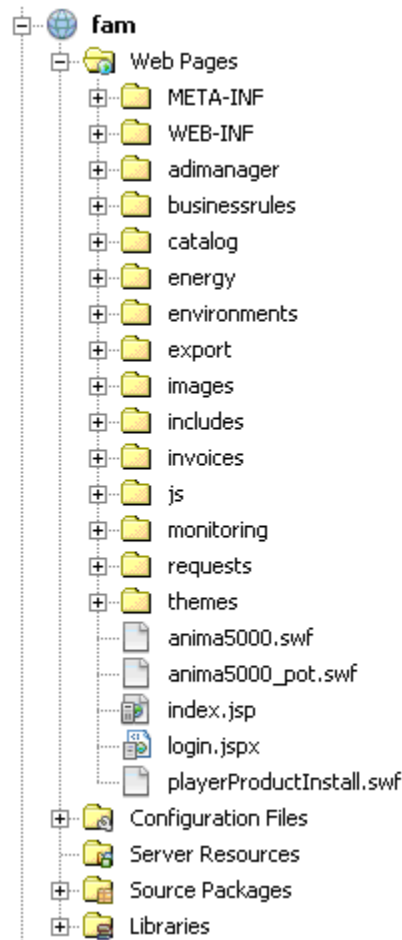 fam
Web Pages
META-INF
WEB-INF
adimanager
businessrules
catalog
energy
environments
export
images
includes
invoices
js
monitoring
requests
themes
anima5000.swf
anima5000_pot.swf
index.jsp
login.jspx
playerProductInstall.swf
Configuration Files
Server Resources
Source Packages
Libraries